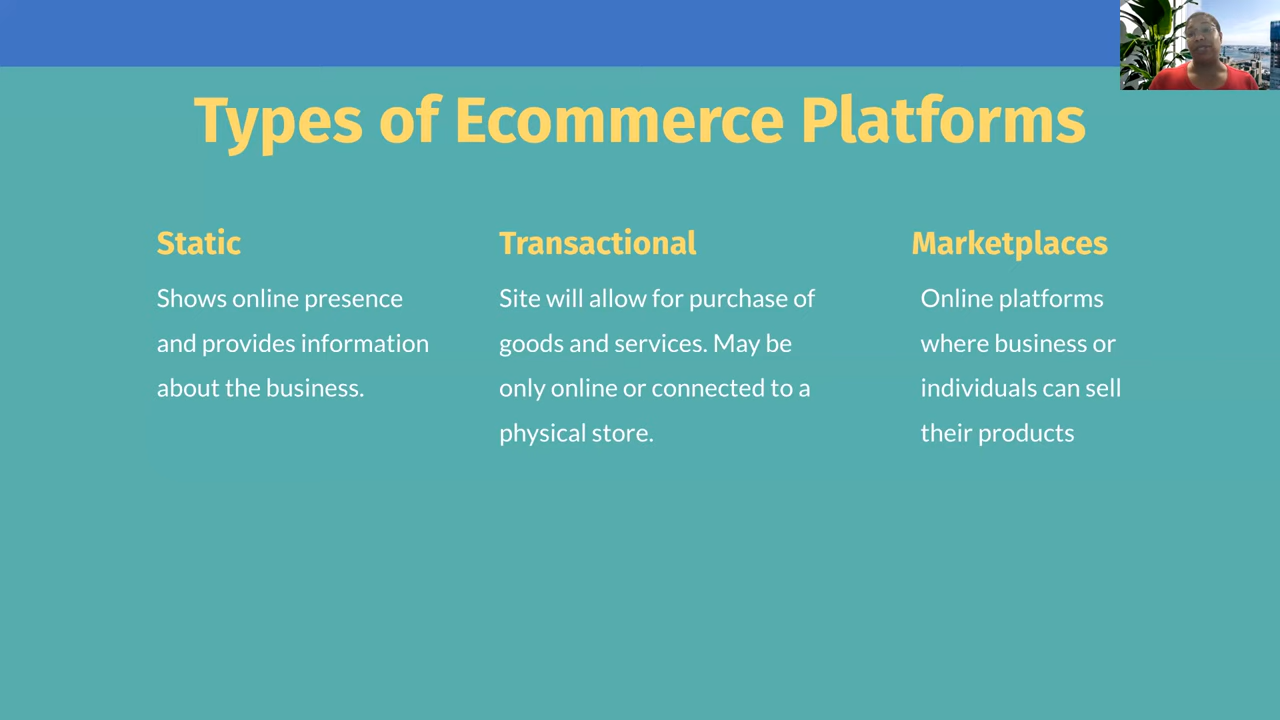 Types of Ecommerce Platforms
Static
Shows online presence
and provides information
about the business.
Transactional
Site will allow for purchase of
goods and services. May be
only online or connected to a
physical store.
Marketplaces
Online platforms
where business or
individuals can sell
their products